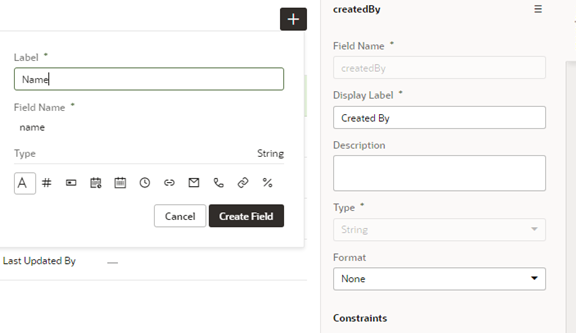 Label *
Name
Field Name *
name
Type String
A # %
Cancel Create Field
Last Updated By —
createdBy
Field Name *
createdBy
Display Label *
Created By
Description
Type *
String
Format
None
Constraints